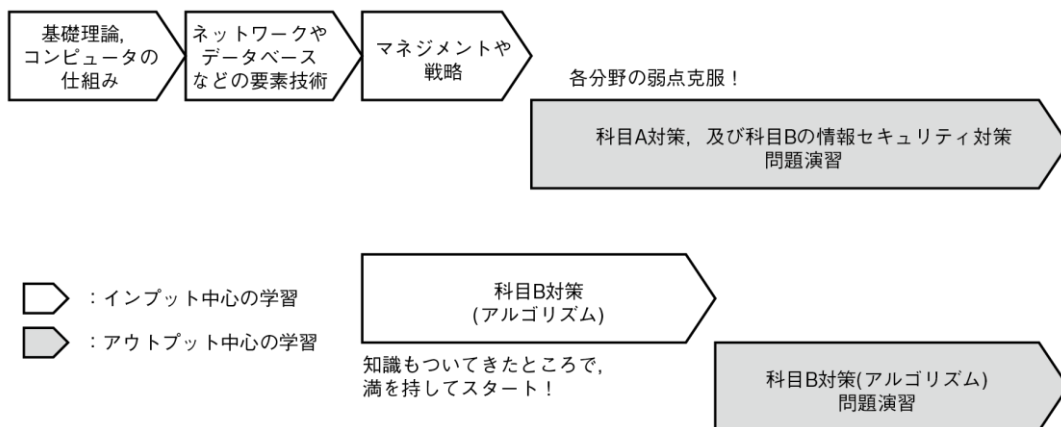 基礎理論,
コンピュータの
仕組み
ネットワークや
データベース
などの要素技術
マネジメントや
戦略
各分野の弱点克服！
科目A対策, 及び科目Bの情報セキュリティ対策
問題演習
科目B対策
(アルゴリズム)
：インプット中心の学習
：アウトプット中心の学習
知識もついてきたところで,
満を持してスタート！
科目B対策(アルゴリズム)
問題演習